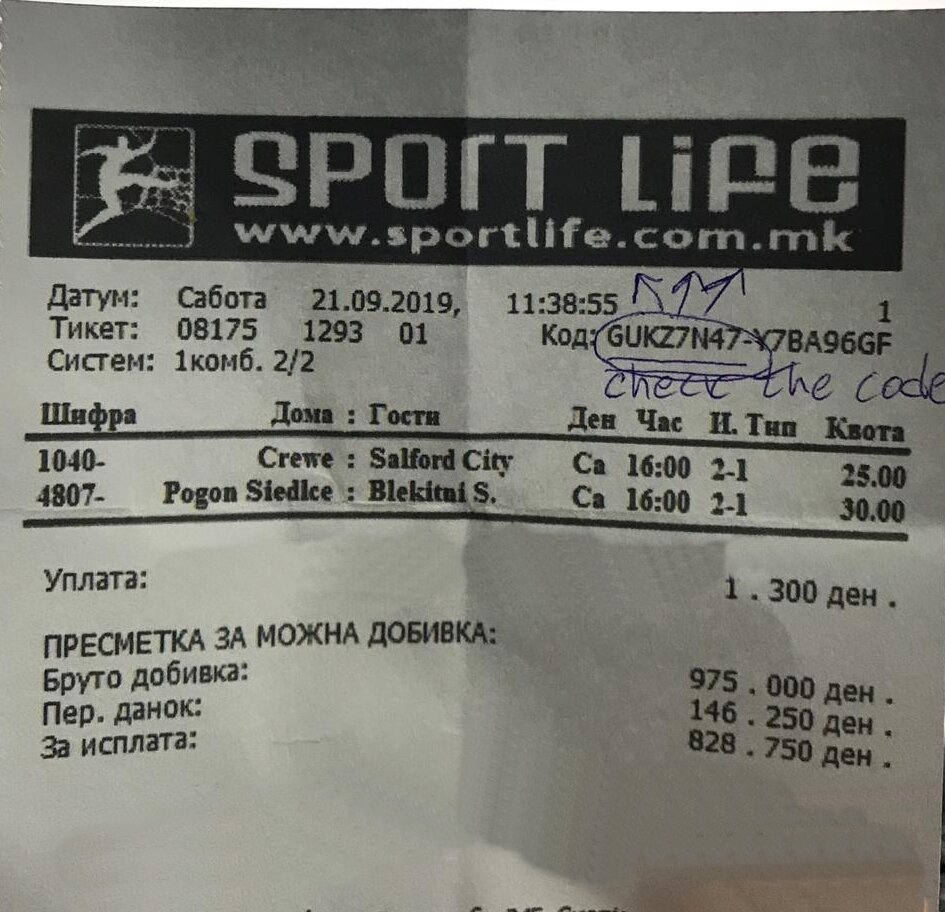 SPORT LIFE
www.sportlife.com.mk
Датум: Сабота 21.09.2019, 11:38:55 1
Тикет: 08175 1293 01 Код: GUKZ7N47-Y7BA96GF
Систем: 1комб. 2/2
check the code
Шифра Дома : Гости Ден Час И. Тип Квота
1040- Crewe : Salford City Са 16:00 2-1 25.00
4807- Pogon Siedlce : Blekitni S. Са 16:00 2-1 30.00
Уплата: 1 . 300 ден .
ПРЕСМЕТКА ЗА МОЖНА ДОБИВКА:
Бруто добивка: 975 . 000 ден .
Пер. данок: 146 . 250 ден .
За исплата: 828 . 750 ден .